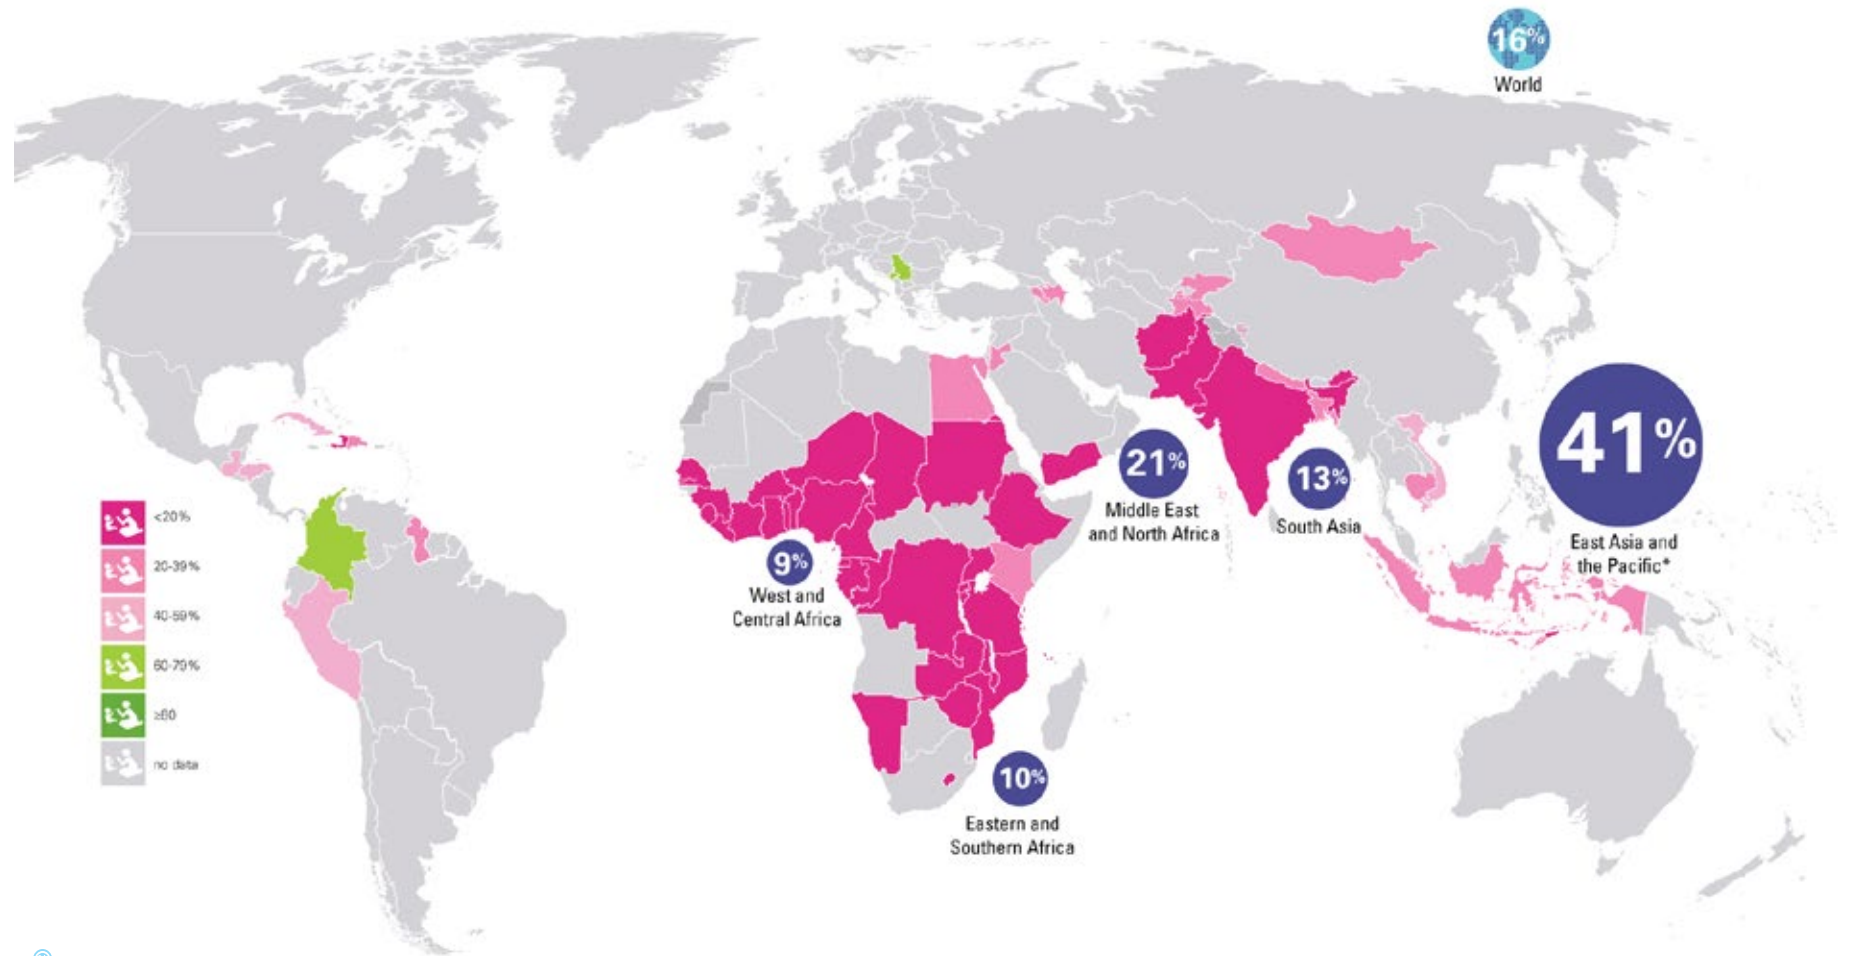 16%
World
<20%
20-39%
40-59%
60-79%
≥80
no data
9%
West and
Central Africa
10%
Eastern and
Southern Africa
21%
Middle East
and North Africa
13%
South Asia
41%
East Asia and
the Pacific*